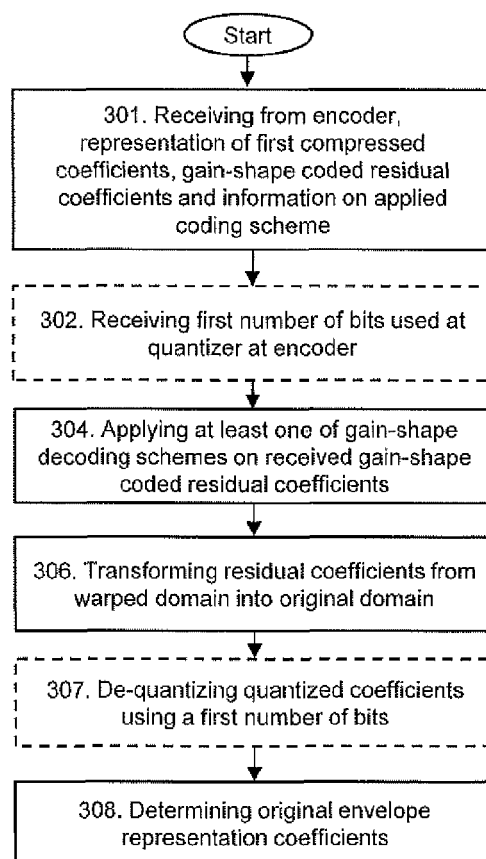 Start
301. Receiving from encoder,
representation of first compressed
coefficients, gain-shape coded residual
coefficients and information on applied
coding scheme
302. Receiving first number of bits used at
quantizer at encoder
304. Applying at least one of gain-shape
decoding schemes on received gain-shape
coded residual coefficients
306. Transforming residual coefficients from
warped domain into original domain
307. De-quantizing quantized coefficients
using a first number of bits
308. Determining original envelope
representation coefficients